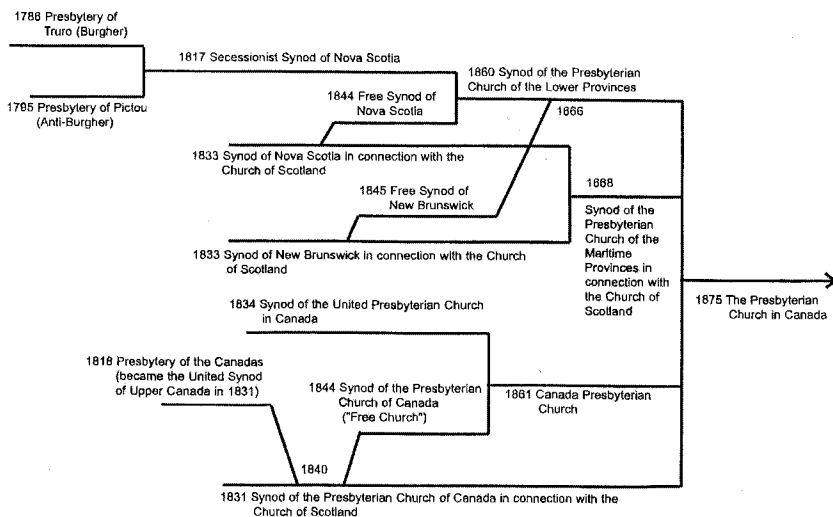 1786 Presbytery of
Truro (Burgher)
1817 Secessionist Synod of Nova Scotia
1795 Presbytery of Pictou
(Anti-Burgher)
1860 Synod of the Presbyterian
Church of the Lower Provinces
1844 Free Synod of
Nova Scotia
1866
1833 Synod of Nova Scotia in connection with the
Church of Scotland
1845 Free Synod of
New Brunswick
1868
Synod of the
Presbyterian
Church of the
Maritime
Provinces in
connection with
the Church of
Scotland
1833 Synod of New Brunswick in connection with the Church
of Scotland
1875 The Presbyterian
Church in Canada
1834 Synod of the United Presbyterian Church
in Canada
1818 Presbytery of the Canadas
(became the United Synod
of Upper Canada in 1831)
1844 Synod of the Presbyterian
Church of Canada
("Free Church")
1861 Canada Presbyterian
Church
1840
1831 Synod of the Presbyterian Church of Canada in connection with the
Church of Scotland